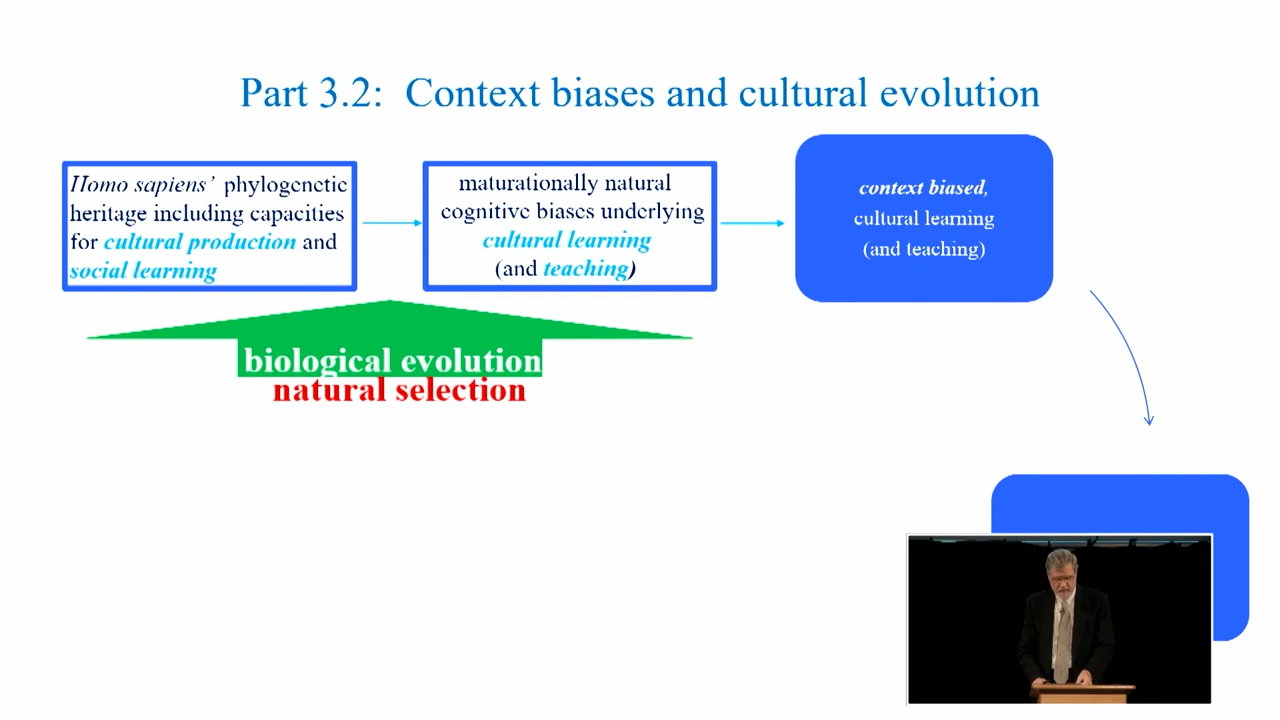 Part 3.2: Context biases and cultural evolution
Homo sapiens’ phylogenetic
heritage including capacities
for cultural production and
social learning
maturationally natural
cognitive biases underlying
cultural learning
(and teaching)
context biased,
cultural learning
(and teaching)
biological evolution
natural selection